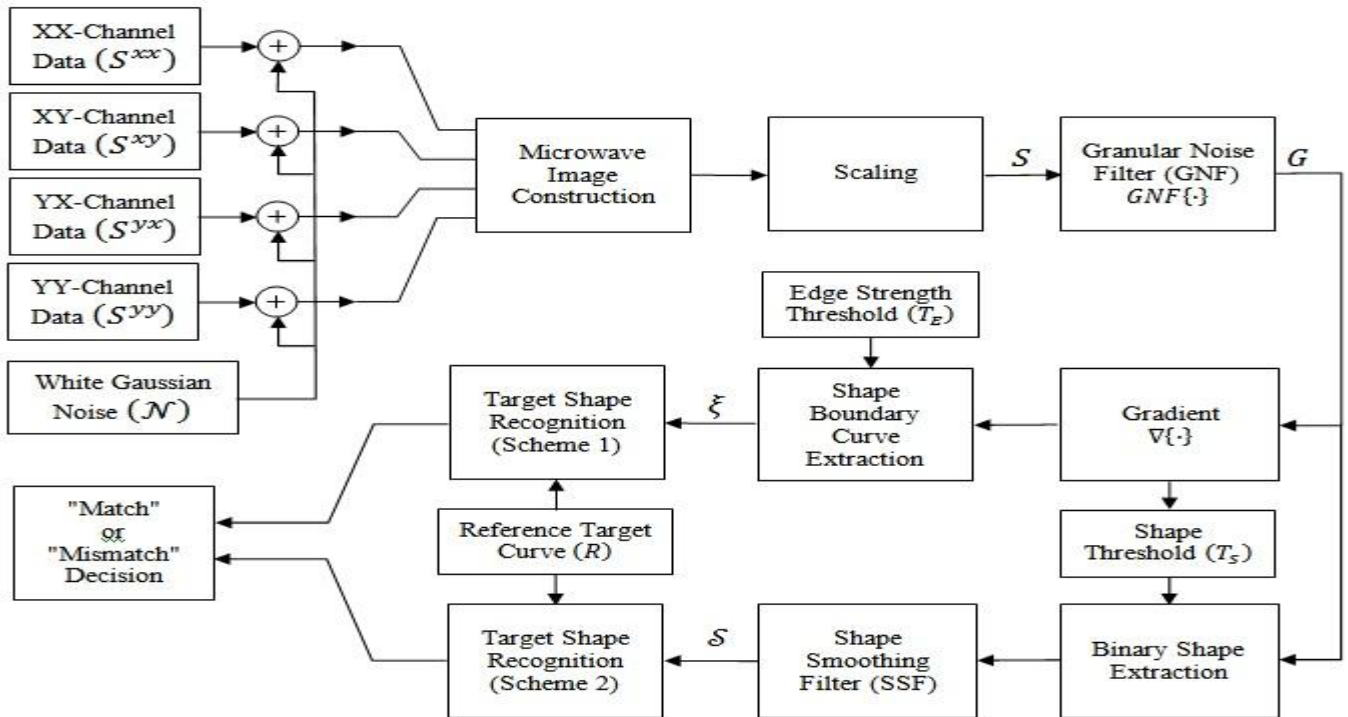 XX-Channel
Data (S^xx)
XY-Channel
Data (S^xy)
YX-Channel
Data (S^yx)
YY-Channel
Data (S^yy)
White Gaussian
Noise (𝒩)
+
+
+
+
Microwave
Image
Construction
Scaling
S
Granular Noise
Filter (GNF)
GNF{·}
G
Edge Strength
Threshold (T_E)
Target Shape
Recognition
(Scheme 1)
ξ
Shape
Boundary
Curve
Extraction
Gradient
∇{·}
"Match"
or
"Mismatch"
Decision
Reference Target
Curve (R)
Shape
Threshold (T_S)
Target Shape
Recognition
(Scheme 2)
𝒮
Shape
Smoothing
Filter (SSF)
Binary Shape
Extraction